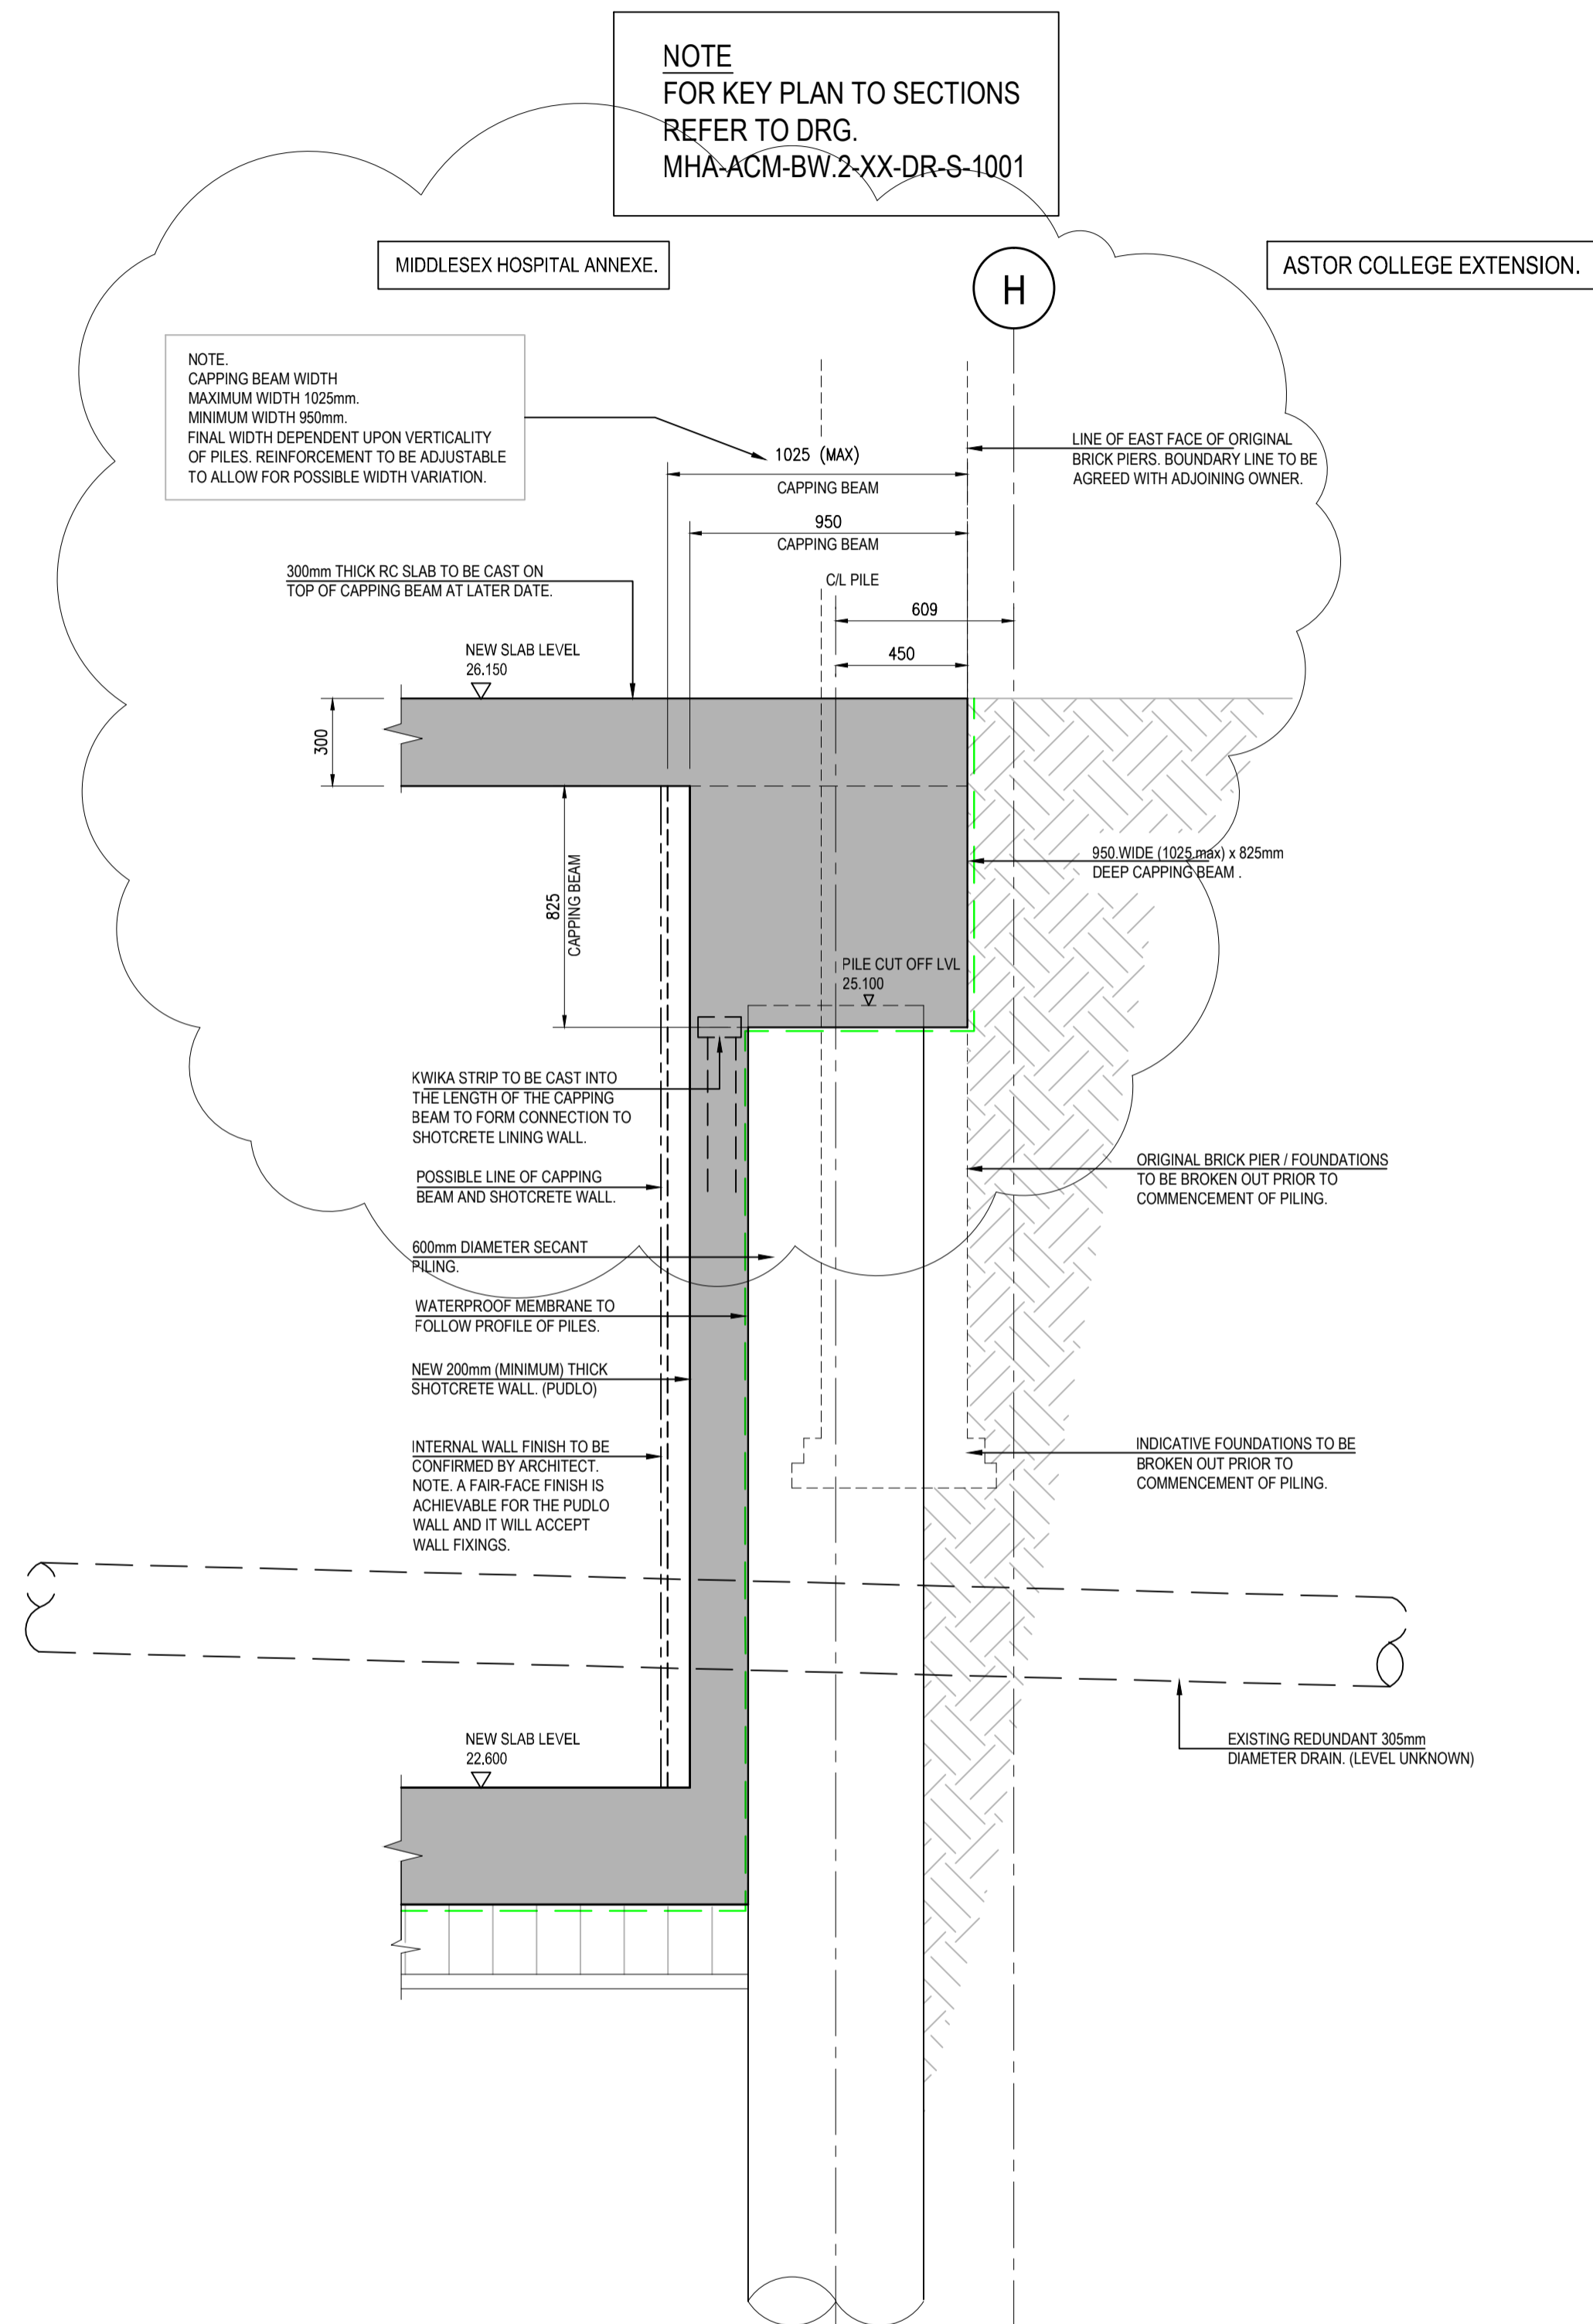 NOTE
FOR KEY PLAN TO SECTIONS
REFER TO DRG.
MHA-ACM-BW.2-XX-DR-S-1001
MIDDLESEX HOSPITAL ANNEXE.
H
ASTOR COLLEGE EXTENSION.
NOTE.
CAPPING BEAM WIDTH
MAXIMUM WIDTH 1025mm.
MINIMUM WIDTH 950mm.
FINAL WIDTH DEPENDENT UPON VERTICALITY
OF PILES. REINFORCEMENT TO BE ADJUSTABLE
TO ALLOW FOR POSSIBLE WIDTH VARIATION.
1025 (MAX)
CAPPING BEAM
LINE OF EAST FACE OF ORIGINAL
BRICK PIERS. BOUNDARY LINE TO BE
AGREED WITH ADJOINING OWNER.
950
CAPPING BEAM
C/L PILE
609
450
300mm THICK RC SLAB TO BE CAST ON
TOP OF CAPPING BEAM AT LATER DATE.
NEW SLAB LEVEL
26.150
300
825
CAPPING BEAM
950.WIDE (1025.max) x 825mm
DEEP CAPPING BEAM .
PILE CUT OFF LVL
25.100
KWIKA STRIP TO BE CAST INTO
THE LENGTH OF THE CAPPING
BEAM TO FORM CONNECTION TO
SHOTCRETE LINING WALL.
POSSIBLE LINE OF CAPPING
BEAM AND SHOTCRETE WALL.
ORIGINAL BRICK PIER / FOUNDATIONS
TO BE BROKEN OUT PRIOR TO
COMMENCEMENT OF PILING.
600mm DIAMETER SECANT
PILING.
WATERPROOF MEMBRANE TO
FOLLOW PROFILE OF PILES.
NEW 200mm (MINIMUM) THICK
SHOTCRETE WALL. (PUDLO)
INTERNAL WALL FINISH TO BE
CONFIRMED BY ARCHITECT.
NOTE. A FAIR-FACE FINISH IS
ACHIEVABLE FOR THE PUDLO
WALL AND IT WILL ACCEPT
WALL FIXINGS.
INDICATIVE FOUNDATIONS TO BE
BROKEN OUT PRIOR TO
COMMENCEMENT OF PILING.
NEW SLAB LEVEL
22.600
EXISTING REDUNDANT 305mm
DIAMETER DRAIN. (LEVEL UNKNOWN)